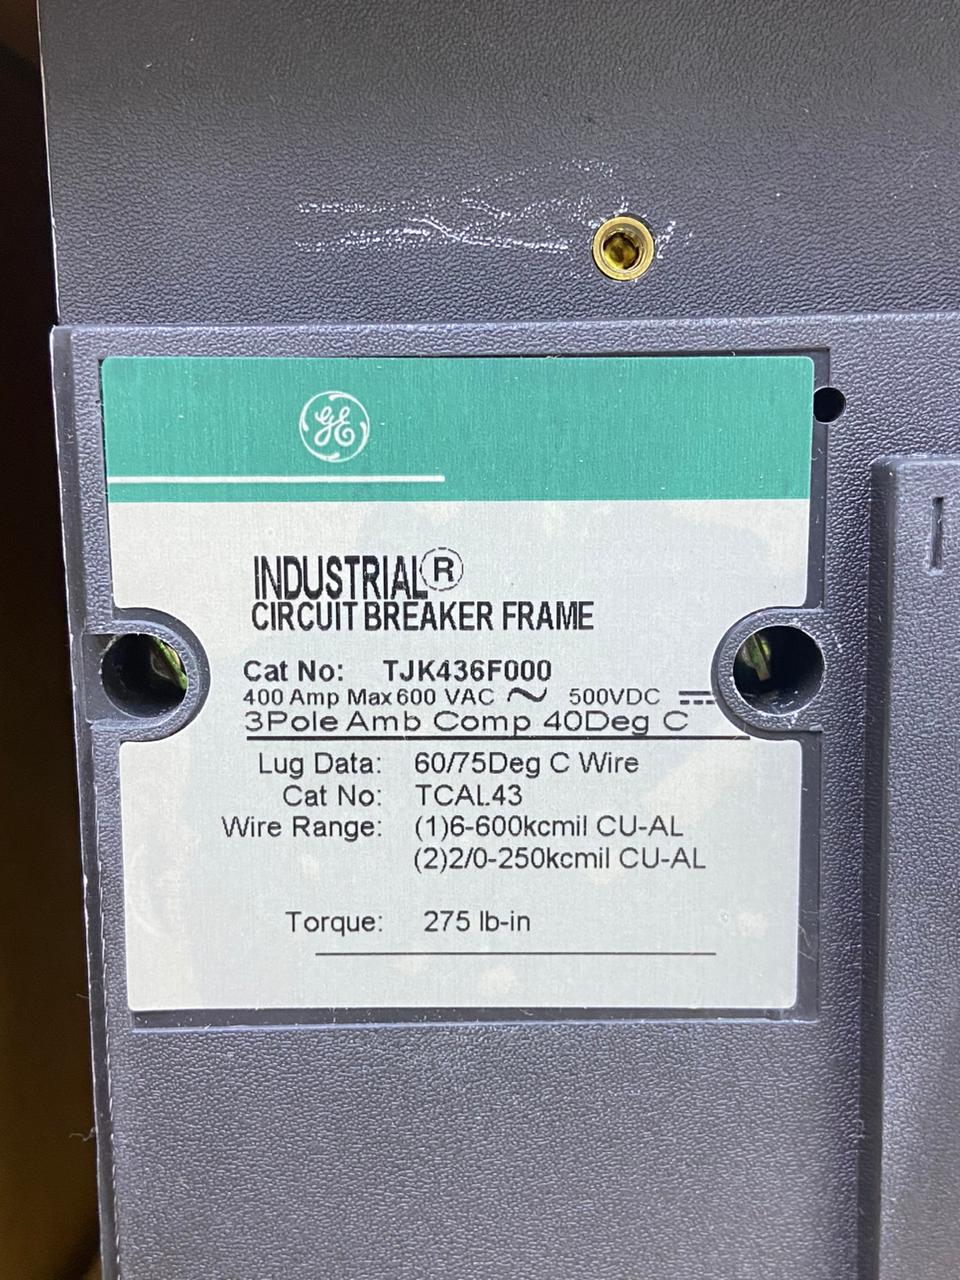 GE
INDUSTRIAL®
CIRCUIT BREAKER FRAME
Cat No: TJK436F000
400 Amp Max 600 VAC ~ 500VDC ⎓
3Pole Amb Comp 40Deg C
Lug Data: 60/75Deg C Wire
Cat No: TCAL43
Wire Range: (1)6-600kcmil CU-AL
(2)2/0-250kcmil CU-AL
Torque: 275 lb-in